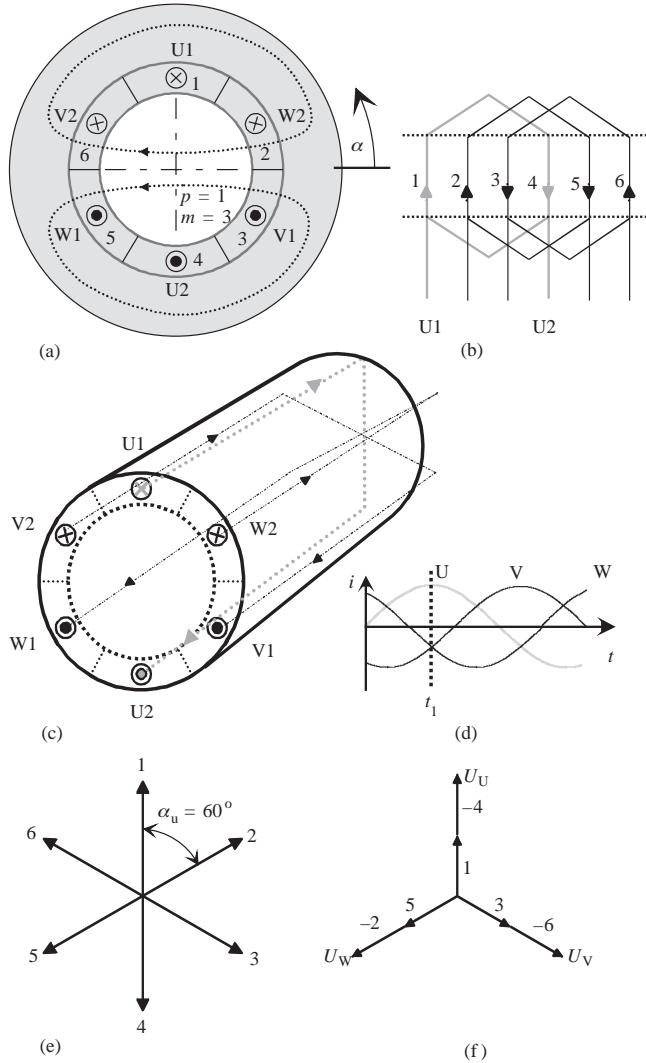 U1
1
V2
W2
α
6
2
p = 1
m = 3
W1
5
3
V1
4
U2
(a)
1
2
3
4
5
6
U1
U2
(b)
U1
V2
W2
W1
V1
U2
(c)
i
U
V
W
t
t1
(d)
1
αu = 60o
6
2
5
3
4
(e)
UU
–4
1
–2
5
3
–6
UW
UV
(f)